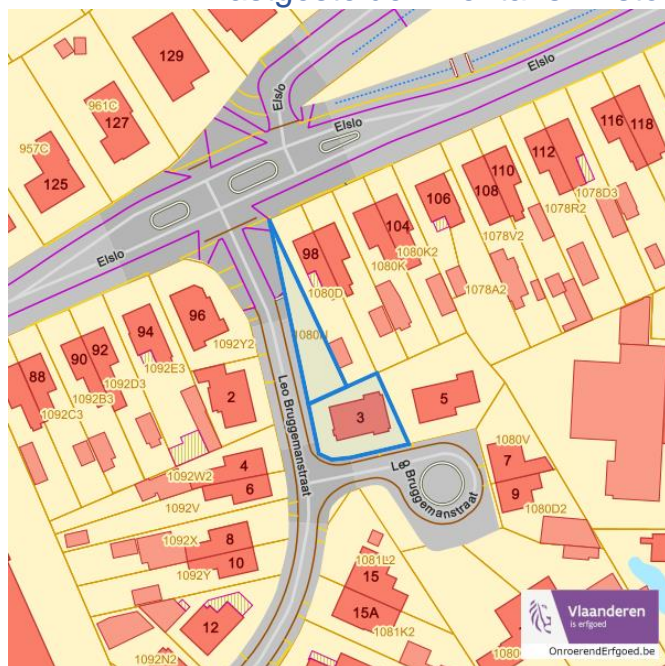 129
961C
127
957C
125
Elslo
Elslo
Elslo
Elslo
116
118
112
110
108
106
1078D3
1078R2
104
1078V2
98
1080K2
1080K
1080D
1078A2
96
94
1092Y2
92
90
1092E3
1092D3
88
1092B3
1092C3
2
Leo Bruggemanstraat
3
5
Leo Bruggemanstraat
1080V
7
9
1080D2
4
6
1092W2
1092V
8
10
1092X
1092Y
1081L2
15
15A
1081K2
12
1092N2
Vlaanderen
is erfgoed
OnroerendErfgoed.be